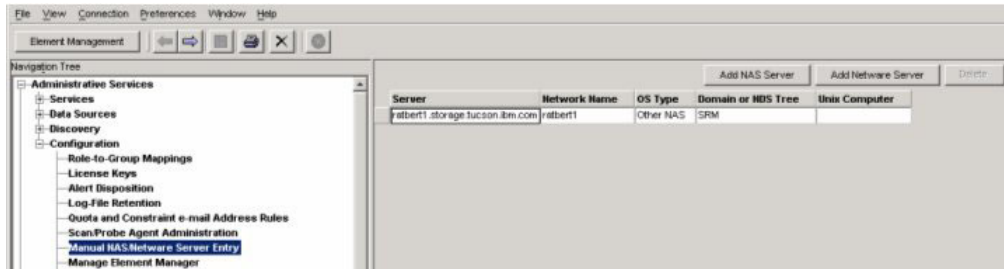 File View Connection Preferences Window Help
Element Management
Navigation Tree
Administrative Services
Services
Data Sources
Discovery
Configuration
Role-to-Group Mappings
License Keys
Alert Disposition
Log-File Retention
Quota and Constraint e-mail Address Rules
Scan/Probe Agent Administration
Manual NAS/Netware Server Entry
Manage Element Manager
Add NAS Server Add Netware Server Delete
Server Network Name OS Type Domain or NDS Tree Unix Computer
ratbert1.storage.tucson.ibm.com ratbert1 Other NAS SRM